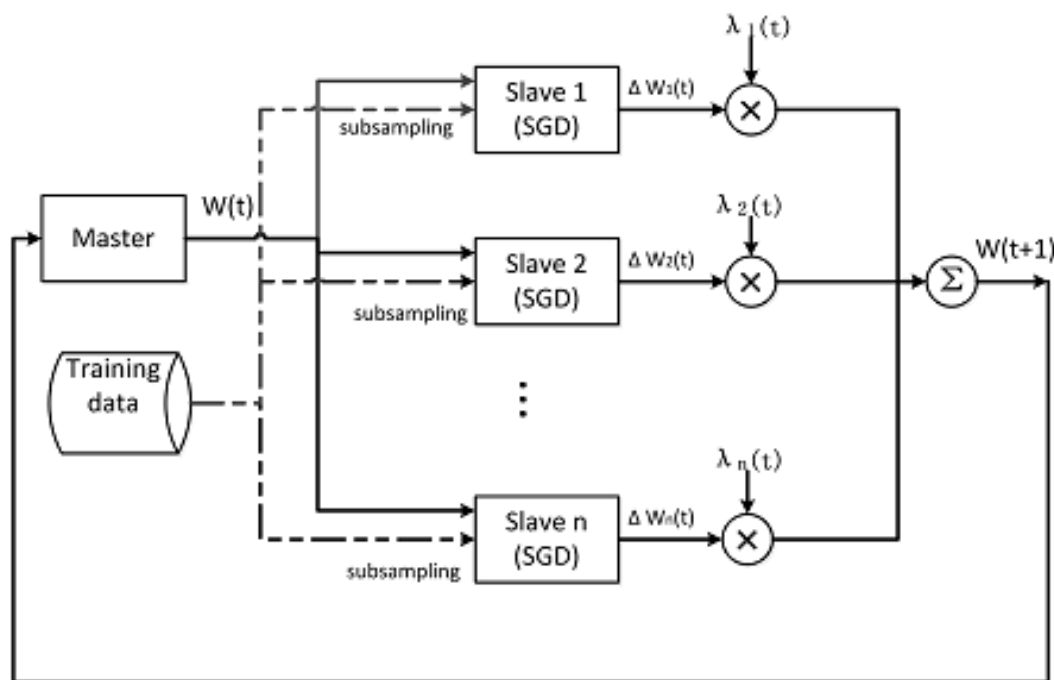 λ 1(t)
Slave 1
(SGD)
Δ W₁(t)
×
subsampling
W(t)
Master
λ 2(t)
Slave 2
(SGD)
Δ W₂(t)
×
Σ
W(t+1)
subsampling
Training
data
⋮
λ n(t)
Slave n
(SGD)
Δ Wₙ(t)
×
subsampling